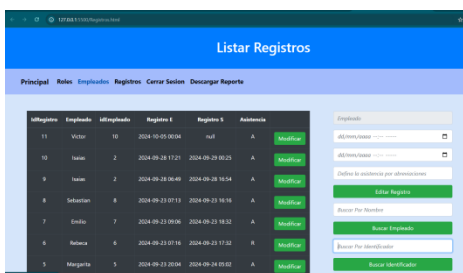 127.0.0.1:5500/Registros.html
Listar Registros
Principal Roles Empleados Registros Cerrar Sesion Descargar Reporte
IdRegistro Empleado IdEmpleado Registro E Registro S Asistencia
11 Victor 10 2024-10-05 00:04 null A Modificar
10 Isaias 2 2024-09-28 17:21 2024-09-29 00:25 A Modificar
9 Isaias 2 2024-09-28 06:49 2024-09-28 16:54 A Modificar
8 Sebastian 8 2024-09-23 07:13 2024-09-23 16:16 A Modificar
7 Emilio 7 2024-09-23 09:06 2024-09-23 18:32 A Modificar
6 Rebeca 6 2024-09-23 07:16 2024-09-23 17:32 R Modificar
5 Margarita 5 2024-09-23 20:04 2024-09-24 05:02 A Modificar
Empleado
dd/mm/aaaa --:-- ----
dd/mm/aaaa --:-- ----
Defina la asistencia por abreviaciones
Editar Registro
Buscar Por Nombre
Buscar Empleado
Buscar Por Identificador
Buscar Identificador